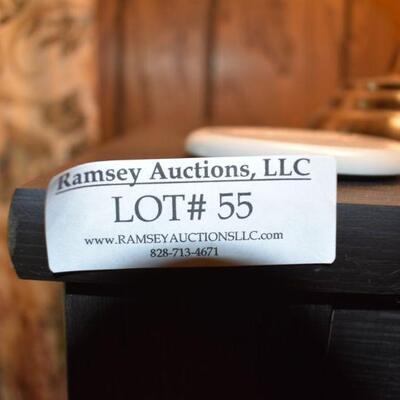 Ramsey Auctions, LLC
LOT# 55
www.RAMSEYAUCTIONSLLC.com
828-713-4671